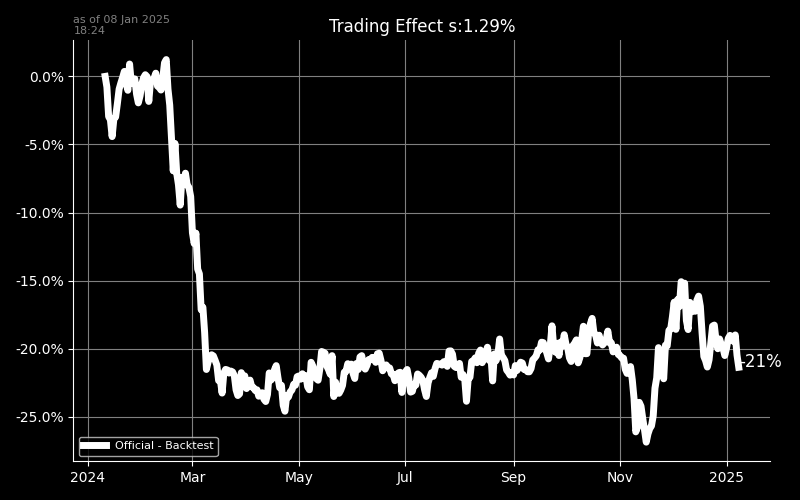 as of 08 Jan 2025
18:24
Trading Effect s:1.29%
0.0%
-5.0%
-10.0%
-15.0%
-20.0%
-25.0%
-21%
Official - Backtest
2024 Mar May Jul Sep Nov 2025